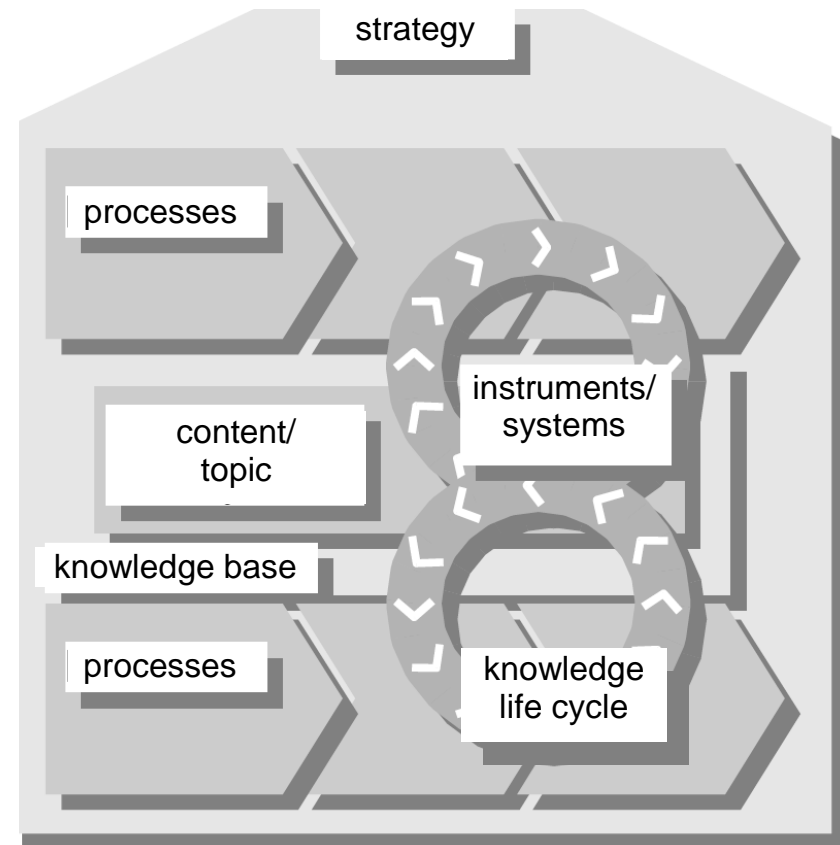 strategy
processes
instruments/
systems
content/
topic
knowledge base
processes
knowledge
life cycle